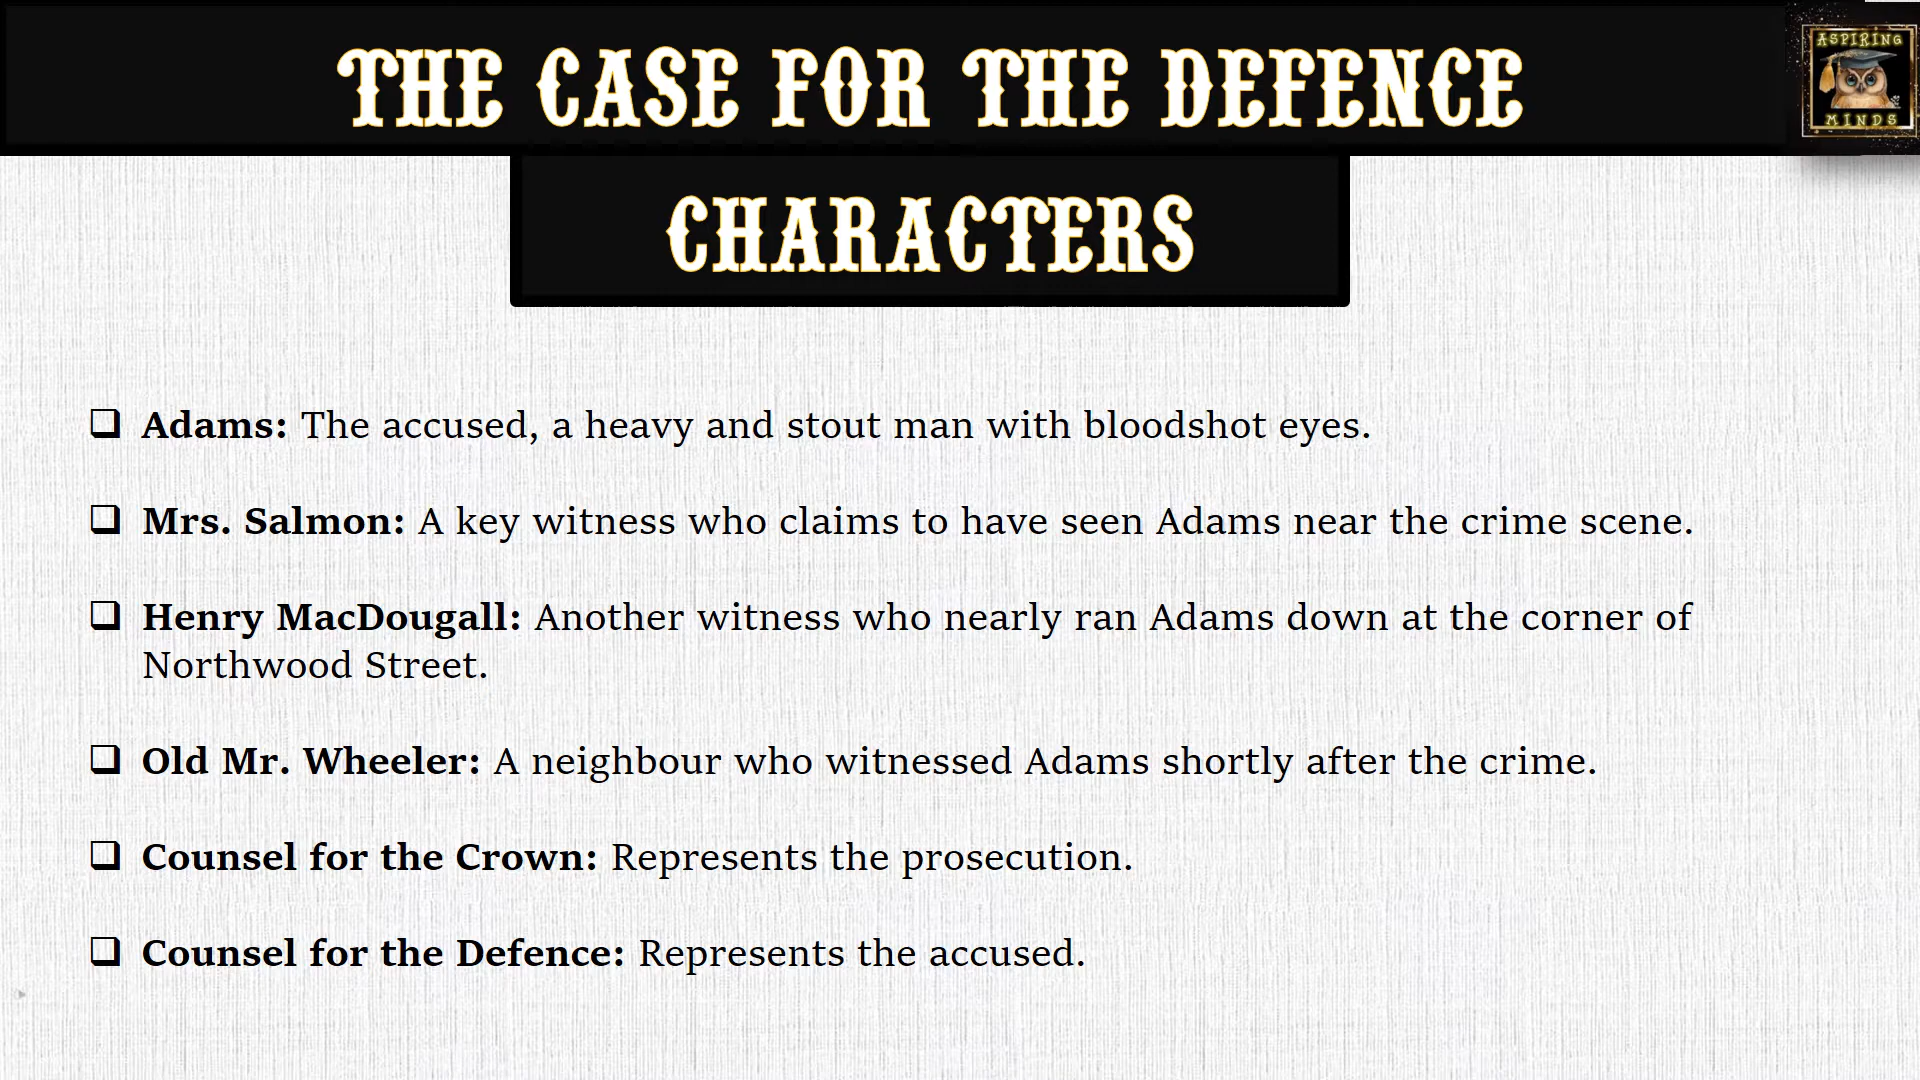 THE CASE FOR THE DEFENCE
ASPIRING
MINDS
CHARACTERS
❑ Adams: The accused, a heavy and stout man with bloodshot eyes.
❑ Mrs. Salmon: A key witness who claims to have seen Adams near the crime scene.
❑ Henry MacDougall: Another witness who nearly ran Adams down at the corner of
Northwood Street.
❑ Old Mr. Wheeler: A neighbour who witnessed Adams shortly after the crime.
❑ Counsel for the Crown: Represents the prosecution.
❑ Counsel for the Defence: Represents the accused.